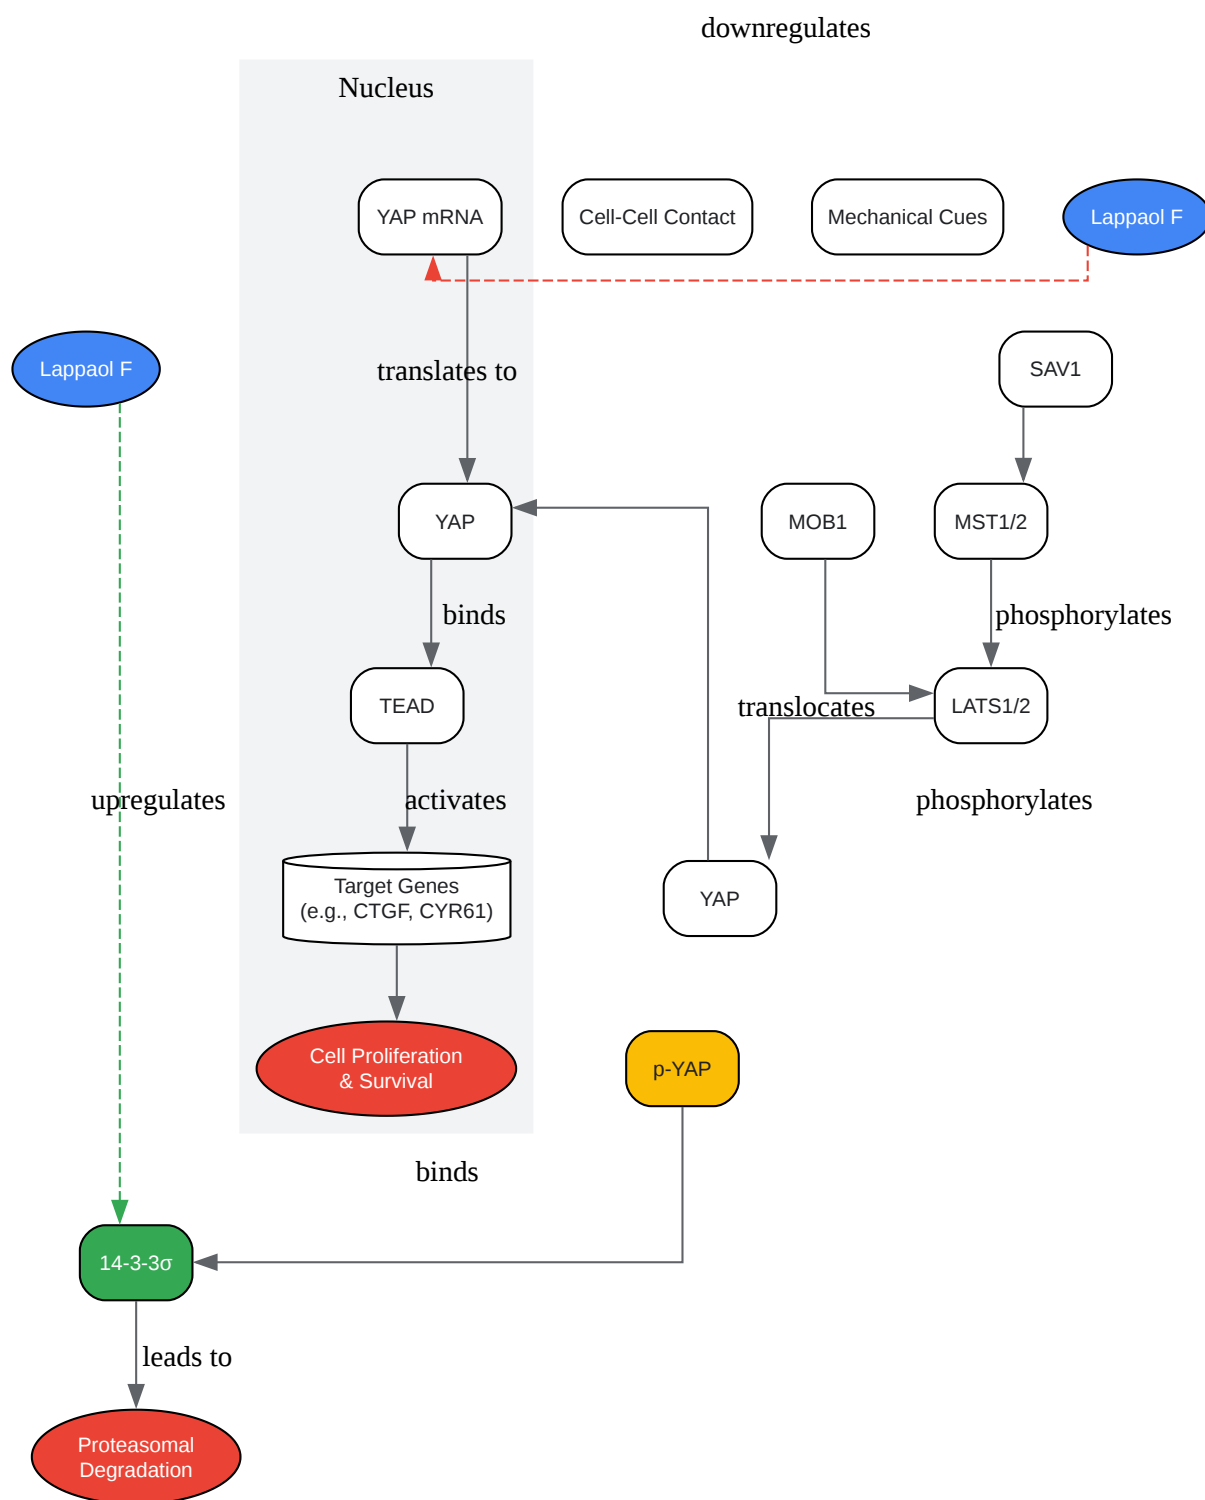 downregulates
Nucleus
YAP mRNA
Cell-Cell Contact
Mechanical Cues
Lappaol F
Lappaol F
translates to
SAV1
YAP
MOB1
MST1/2
binds
phosphorylates
TEAD
translocates
LATS1/2
upregulates
activates
phosphorylates
Target Genes
(e.g., CTGF, CYR61)
YAP
Cell Proliferation
& Survival
p-YAP
binds
14-3-3σ
leads to
Proteasomal
Degradation